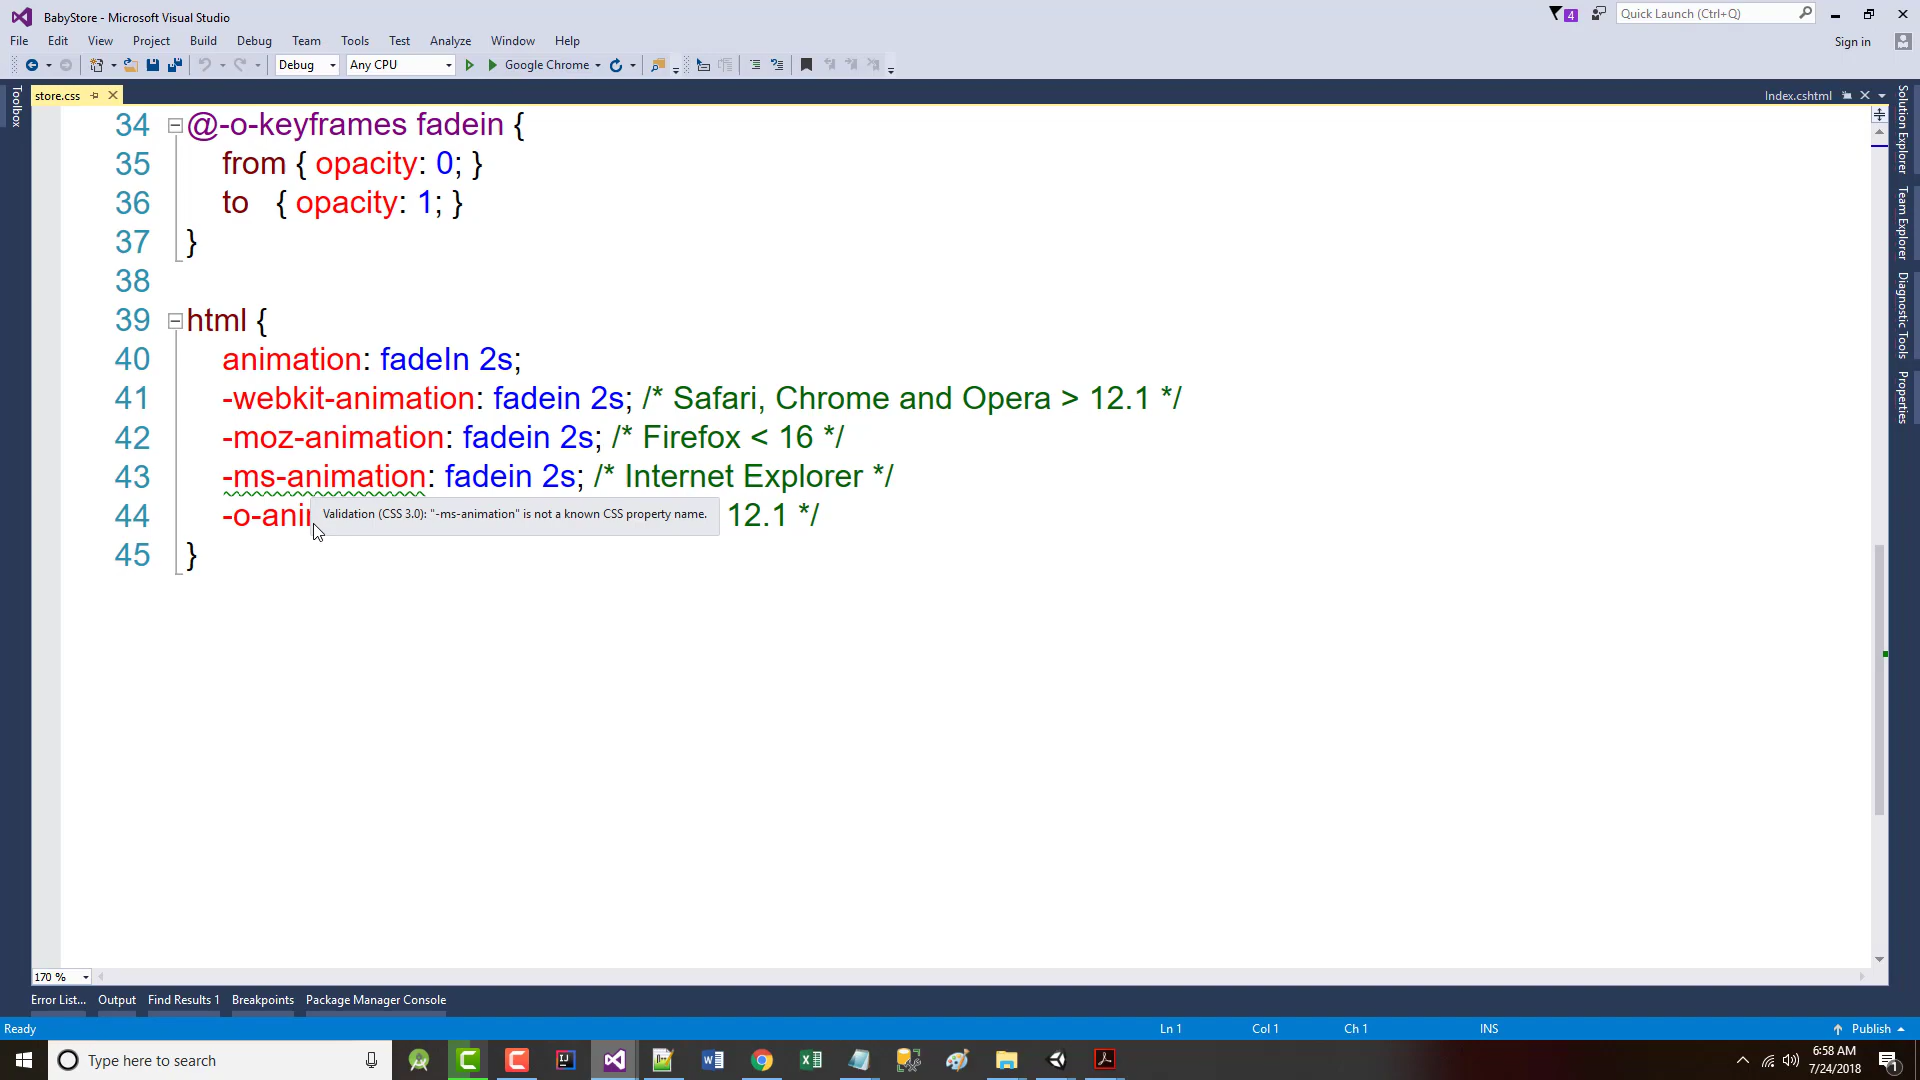 BabyStore - Microsoft Visual Studio
4
Quick Launch (Ctrl+Q)
File Edit View Project Build Debug Team Tools Test Analyze Window Help
Sign in
Debug Any CPU Google Chrome
Toolbox
store.css
Index.cshtml
Solution Explorer
Team Explorer
Diagnostic Tools
Properties
34 @-o-keyframes fadein {
35 from { opacity: 0; }
36 to { opacity: 1; }
37 }
38
39 html {
40 animation: fadeIn 2s;
41 -webkit-animation: fadein 2s; /* Safari, Chrome and Opera > 12.1 */
42 -moz-animation: fadein 2s; /* Firefox < 16 */
43 -ms-animation: fadein 2s; /* Internet Explorer */
44 -o-anim 12.1 */
Validation (CSS 3.0): "-ms-animation" is not a known CSS property name.
45 }
170 %
Error List... Output Find Results 1 Breakpoints Package Manager Console
Ready Ln 1 Col 1 Ch 1 INS Publish
Type here to search
6:58 AM
7/24/2018
1